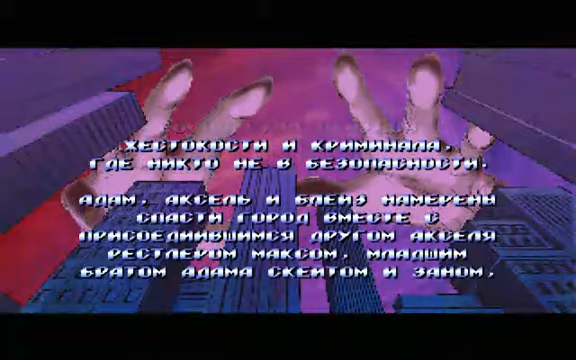 ЖЕСТОКОСТИ И КРИМИНАЛА,
ГДЕ НИКТО НЕ В БЕЗОПАСНОСТИ.
АДАМ, АКСЕЛЬ И БЛЕЙЗ НАМЕРЕНЫ
СПАСТИ ГОРОД ВМЕСТЕ С
ПРИСОЕДИВШИМСЯ ДРУГОМ АКСЕЛЯ
РЕСТЛЕРОМ МАКСОМ, МЛАДШИМ
БРАТОМ АДАМА СКЕЙТОМ И ЗАНОМ,